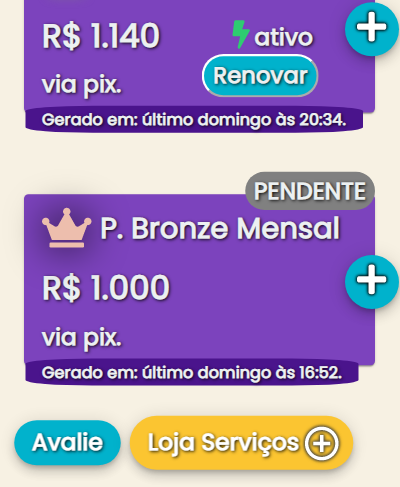 R$ 1.140
ativo
via pix.
Renovar
Gerado em: último domingo às 20:34.
PENDENTE
P. Bronze Mensal
R$ 1.000
via pix.
Gerado em: último domingo às 16:52.
Avalie
Loja Serviços